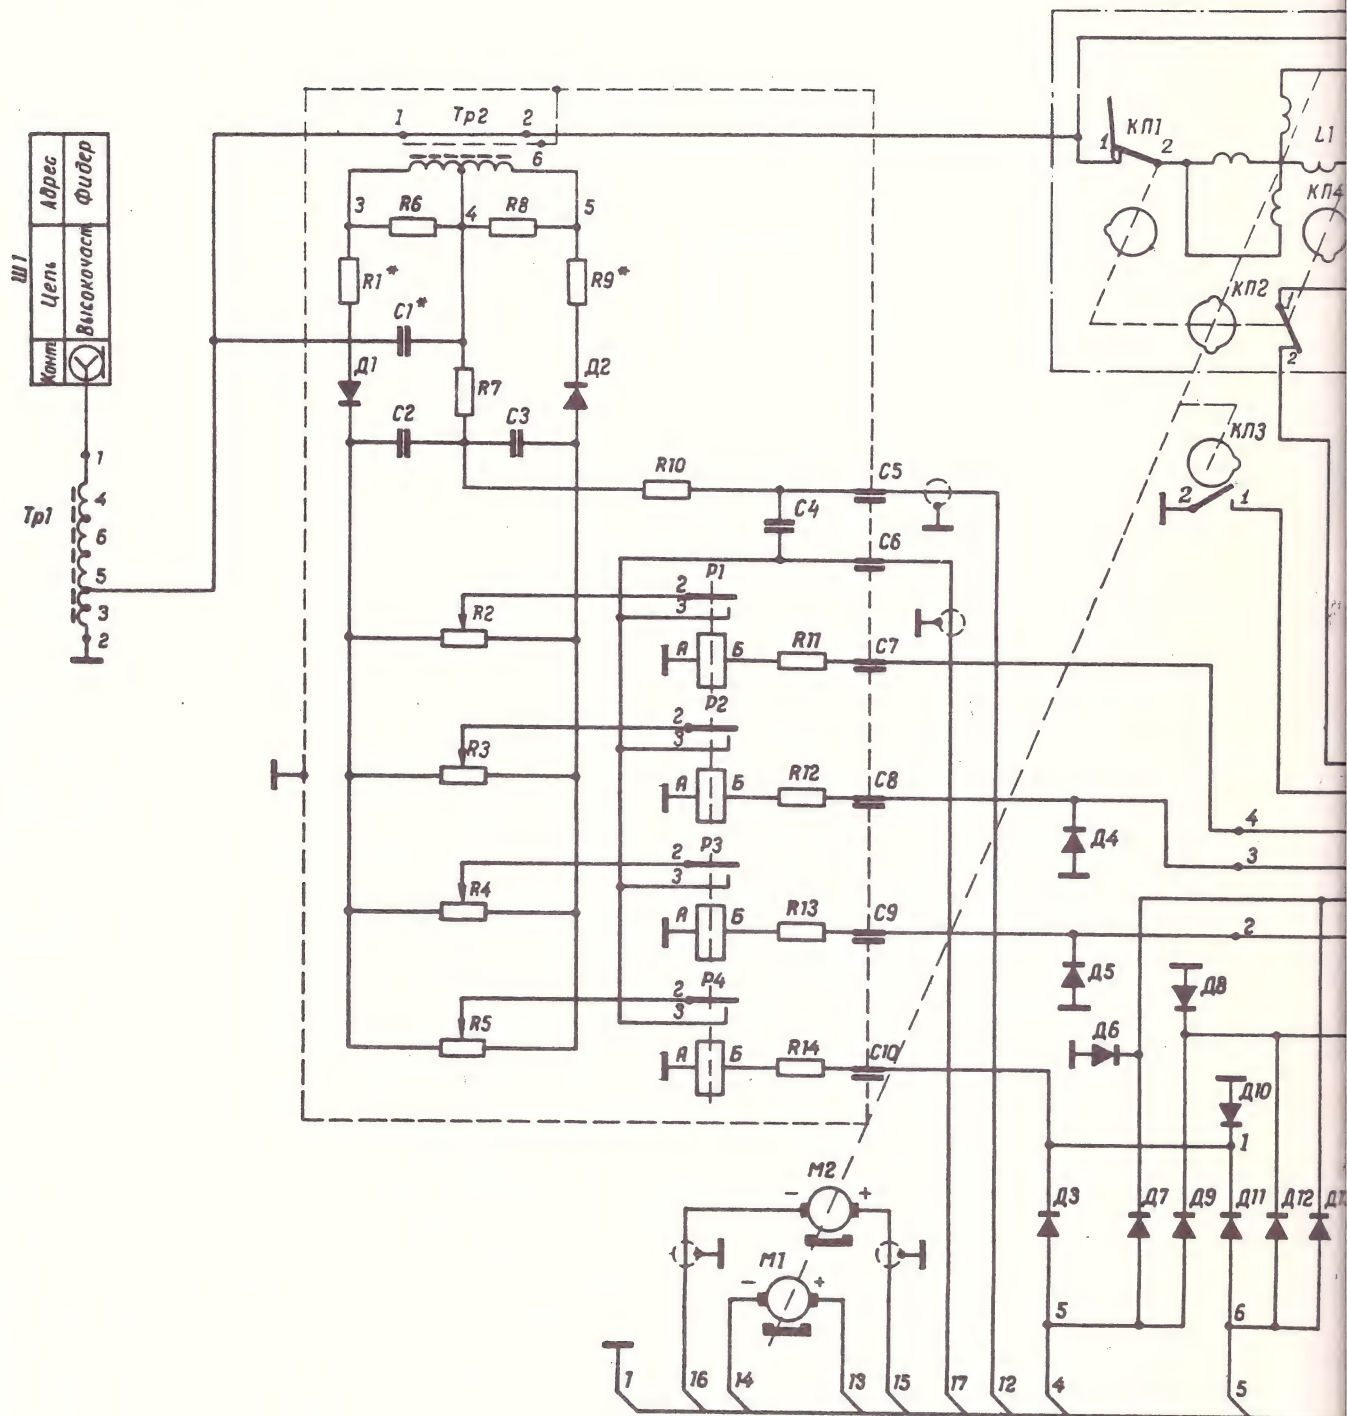 Ш1
Адрес
Фидер
Цепь
Высокочаст
Конт
1
4
6
5
3
2
Тр1
1
Тр2
2
6
3
R6
4
R8
5
R1*
C1*
R9*
Д1
R7
Д2
C2
C3
R10
C5
C4
C6
P1
2
3
R2
А
Б
R11
C7
P2
2
3
R3
А
Б
R12
C8
P3
2
3
R4
А
Б
R13
C9
P4
2
3
R5
А
Б
R14
C10
КП1
1
2
L1
КП4
КП2
1
2
КП3
2
1
4
Д4
3
2
Д5
Д8
Д6
Д10
1
M2
-
+
Д3
Д7
Д9
Д11
Д12
M1
-
+
5
6
1
16
14
13
15
17
12
4
5